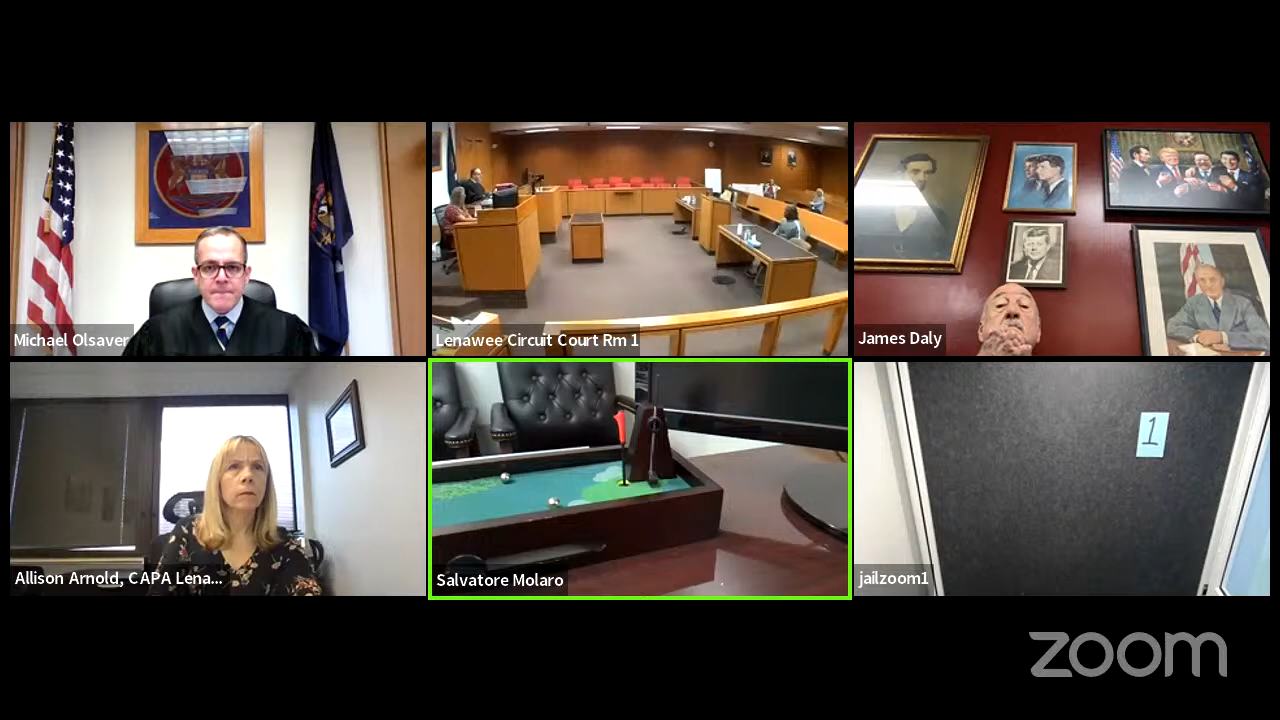 Michael Olsaver
Lenawee Circuit Court Rm 1
James Daly
Allison Arnold, CAPA Lena...
Salvatore Molaro
jailzoom1
1
zoom